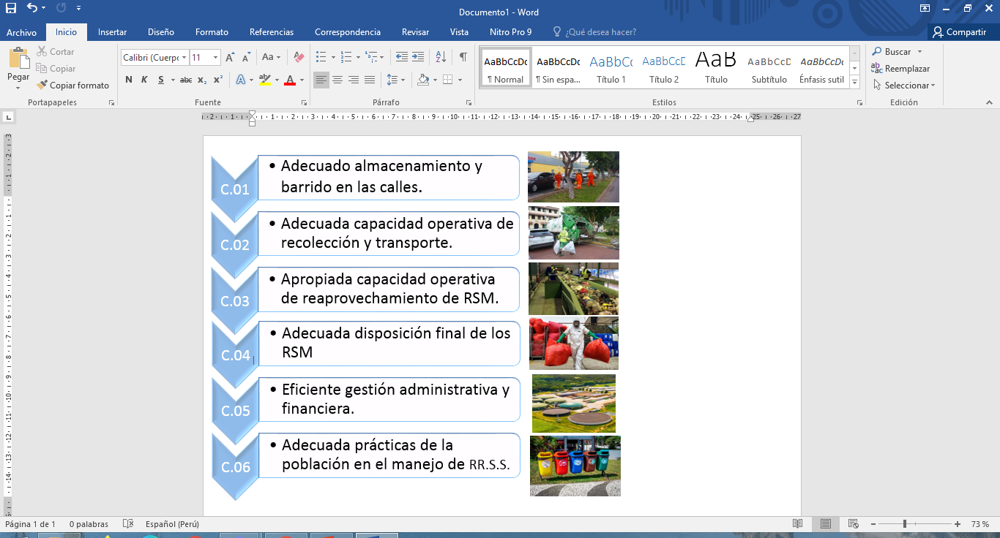 Documento1 - Word
Archivo Inicio Insertar Diseño Formato Referencias Correspondencia Revisar Vista Nitro Pro 9 ¿Qué desea hacer? Compartir
Pegar
Cortar
Copiar
Copiar formato
Portapapeles
Calibri (Cuerpo 11
N K S abc x₂ x²
Fuente
Párrafo
AaBbCcDc AaBbCcDc AaBbCc AaBbCcD AaB AaBbCcD AaBbCcDt
¶ Normal ¶ Sin espa... Título 1 Título 2 Título Subtítulo Énfasis sutil
Estilos
Buscar
Reemplazar
Seleccionar
Edición
C.01
• Adecuado almacenamiento y
barrido en las calles.
C.02
• Adecuada capacidad operativa de
recolección y transporte.
C.03
• Apropiada capacidad operativa
de reaprovechamiento de RSM.
C.04
• Adecuada disposición final de los
RSM
C.05
• Eficiente gestión administrativa y
financiera.
C.06
• Adecuada prácticas de la
población en el manejo de RR.S.S.
Página 1 de 1 0 palabras Español (Perú) 73 %